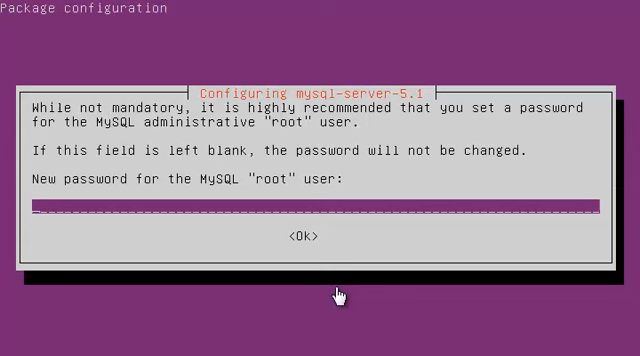 Package configuration
Configuring mysql-server-5.1
While not mandatory, it is highly recommended that you set a password
for the MySQL administrative "root" user.
If this field is left blank, the password will not be changed.
New password for the MySQL "root" user:
<Ok>